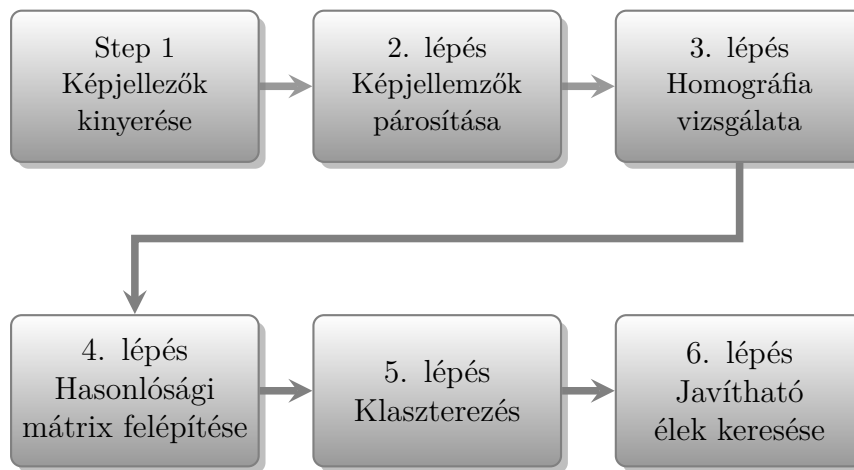 Step 1
Képjellezők
kinyerése
2. lépés
Képjellemzők
párosítása
3. lépés
Homográfia
vizsgálata
4. lépés
Hasonlósági
mátrix felépítése
5. lépés
Klaszterezés
6. lépés
Javítható
élek keresése